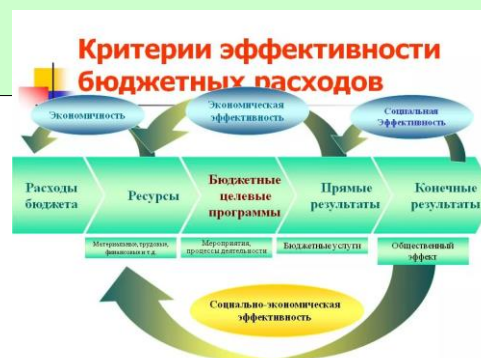 Критерии эффективности
бюджетных расходов
Экономичность
Экономическая
эффективность
Социальная
Эффективность
Расходы
бюджета
Ресурсы
Бюджетные
целевые
программы
Прямые
результаты
Конечные
результаты
Материальные, трудовые,
финансовые и т.д.
Мероприятия,
процессы деятельности
Бюджетные услуги
Общественный
эффект
Социально-экономическая
эффективность